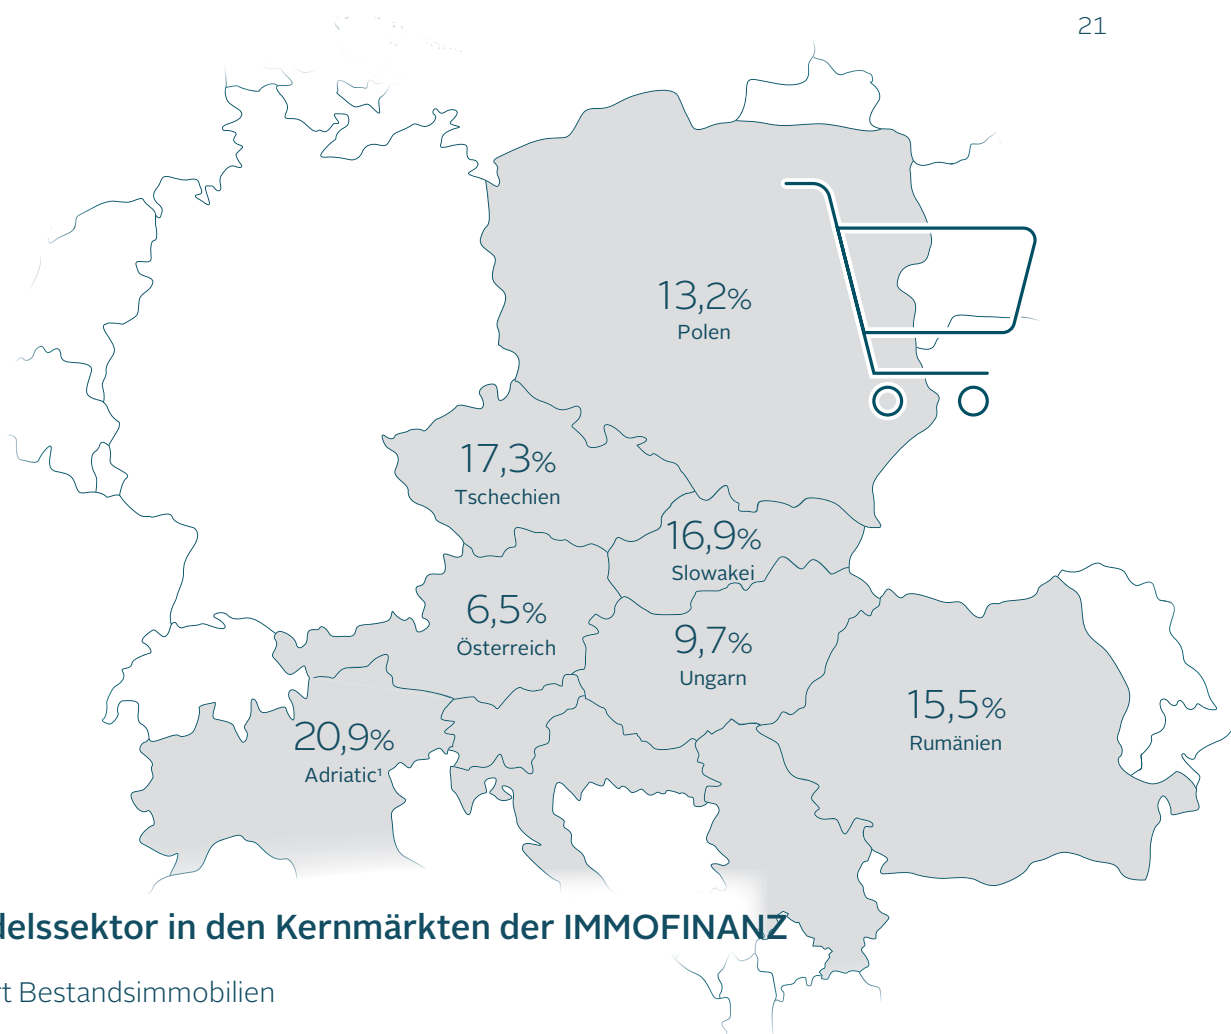 21
13,2%
Polen
17,3%
Tschechien
16,9%
Slowakei
6,5%
Österreich
9,7%
Ungarn
15,5%
Rumänien
20,9%
Adriatic¹
delssektor in den Kernmärkten der IMMOFINANZ
t Bestandsimmobilien